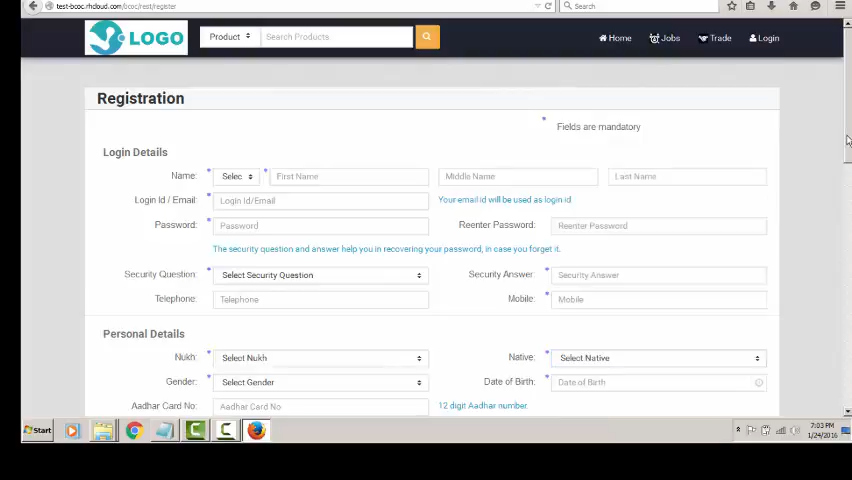 test-bcoc.rhcloud.com/bcoc/rest/register
Search
LOGO
Product
Search Products
Home
Jobs
Trade
Login
Registration
* Fields are mandatory
Login Details
Name: * Selec * First Name Middle Name Last Name
Login Id / Email: * Login Id/Email Your email id will be used as login id
Password: * Password Reenter Password: Reenter Password
The security question and answer help you in recovering your password, in case you forget it.
Security Question: * Select Security Question Security Answer: * Security Answer
Telephone: Telephone Mobile: * Mobile
Personal Details
Nukh: * Select Nukh Native: * Select Native
Gender: * Select Gender Date of Birth: * Date of Birth
Aadhar Card No: Aadhar Card No 12 digit Aadhar number.
Start
7:03 PM
1/24/2016